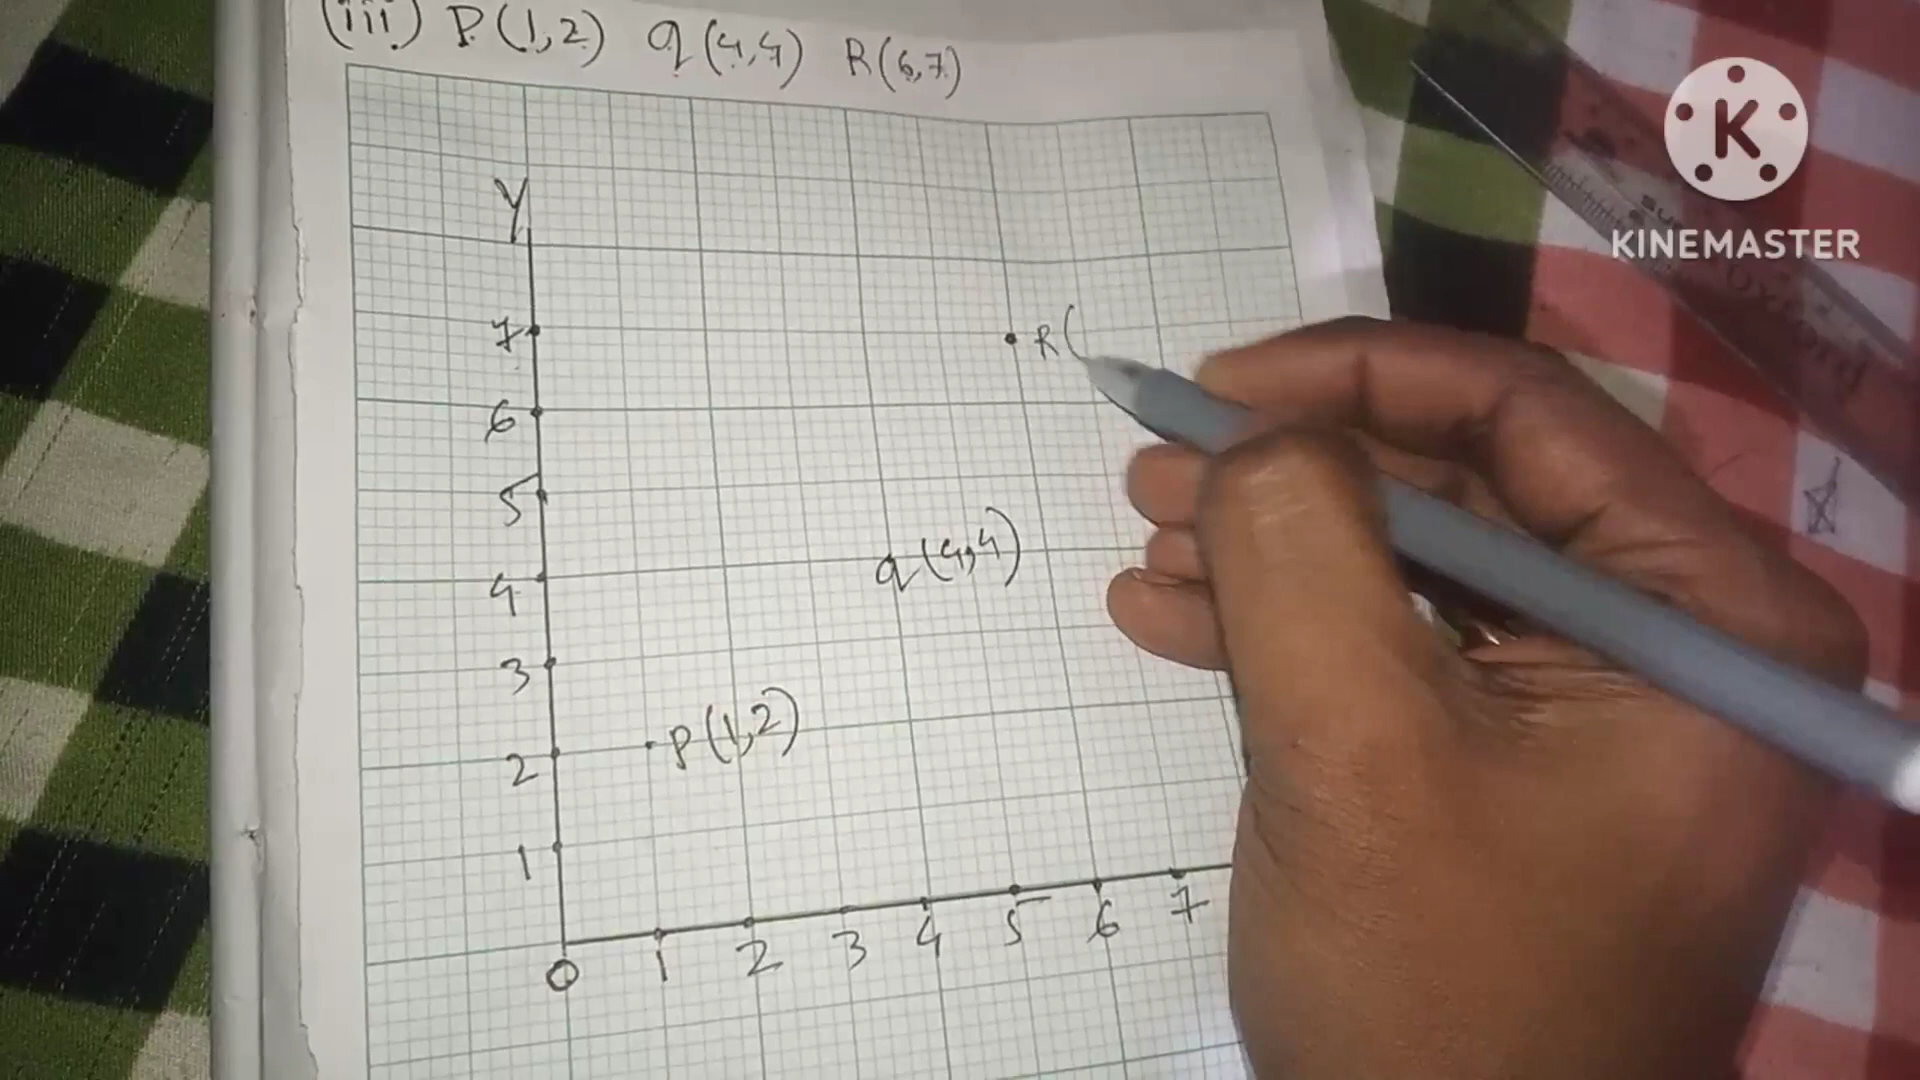 (iii) P(1,2) q(4,4) R(6,7)
K
KINEMASTER
Y
7 R(
6
5
q(4,4)
4
3
P(1,2)
2
1
0 1 2 3 4 5 6 7